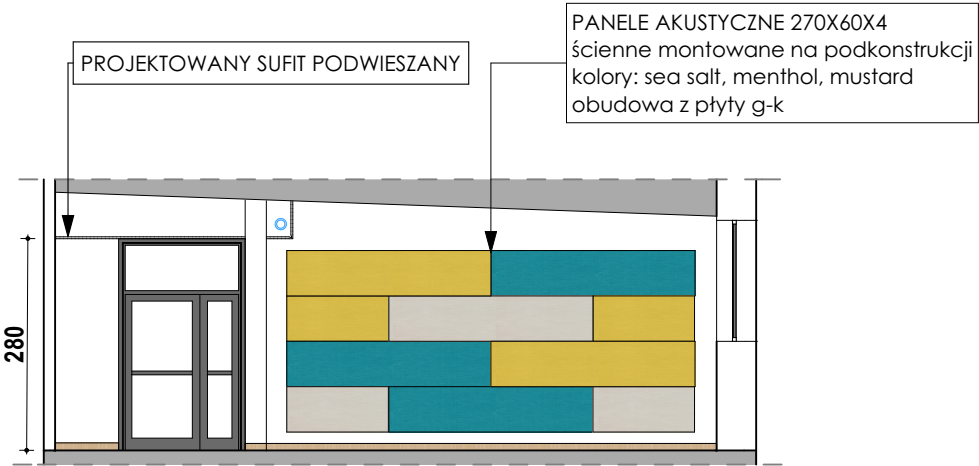 PANELE AKUSTYCZNE 270X60X4
ścienne montowane na podkonstrukcji
kolory: sea salt, menthol, mustard
obudowa z płyty g-k
PROJEKTOWANY SUFIT PODWIESZANY
280